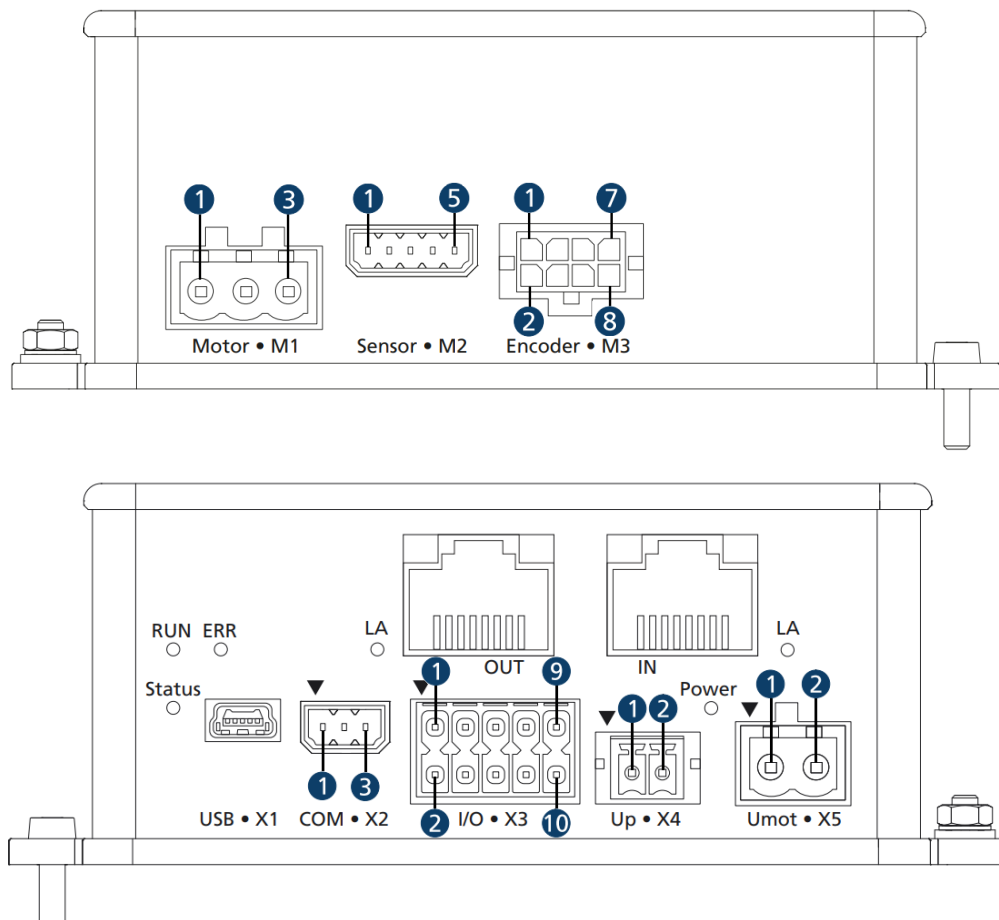 1 3 1 5 1 7
2 8
Motor • M1 Sensor • M2 Encoder • M3
RUN ERR LA LA
OUT IN
1 9 1 2 1 2
Status Power
1 3
2 10
USB • X1 COM • X2 I/O • X3 Up • X4 Umot • X5